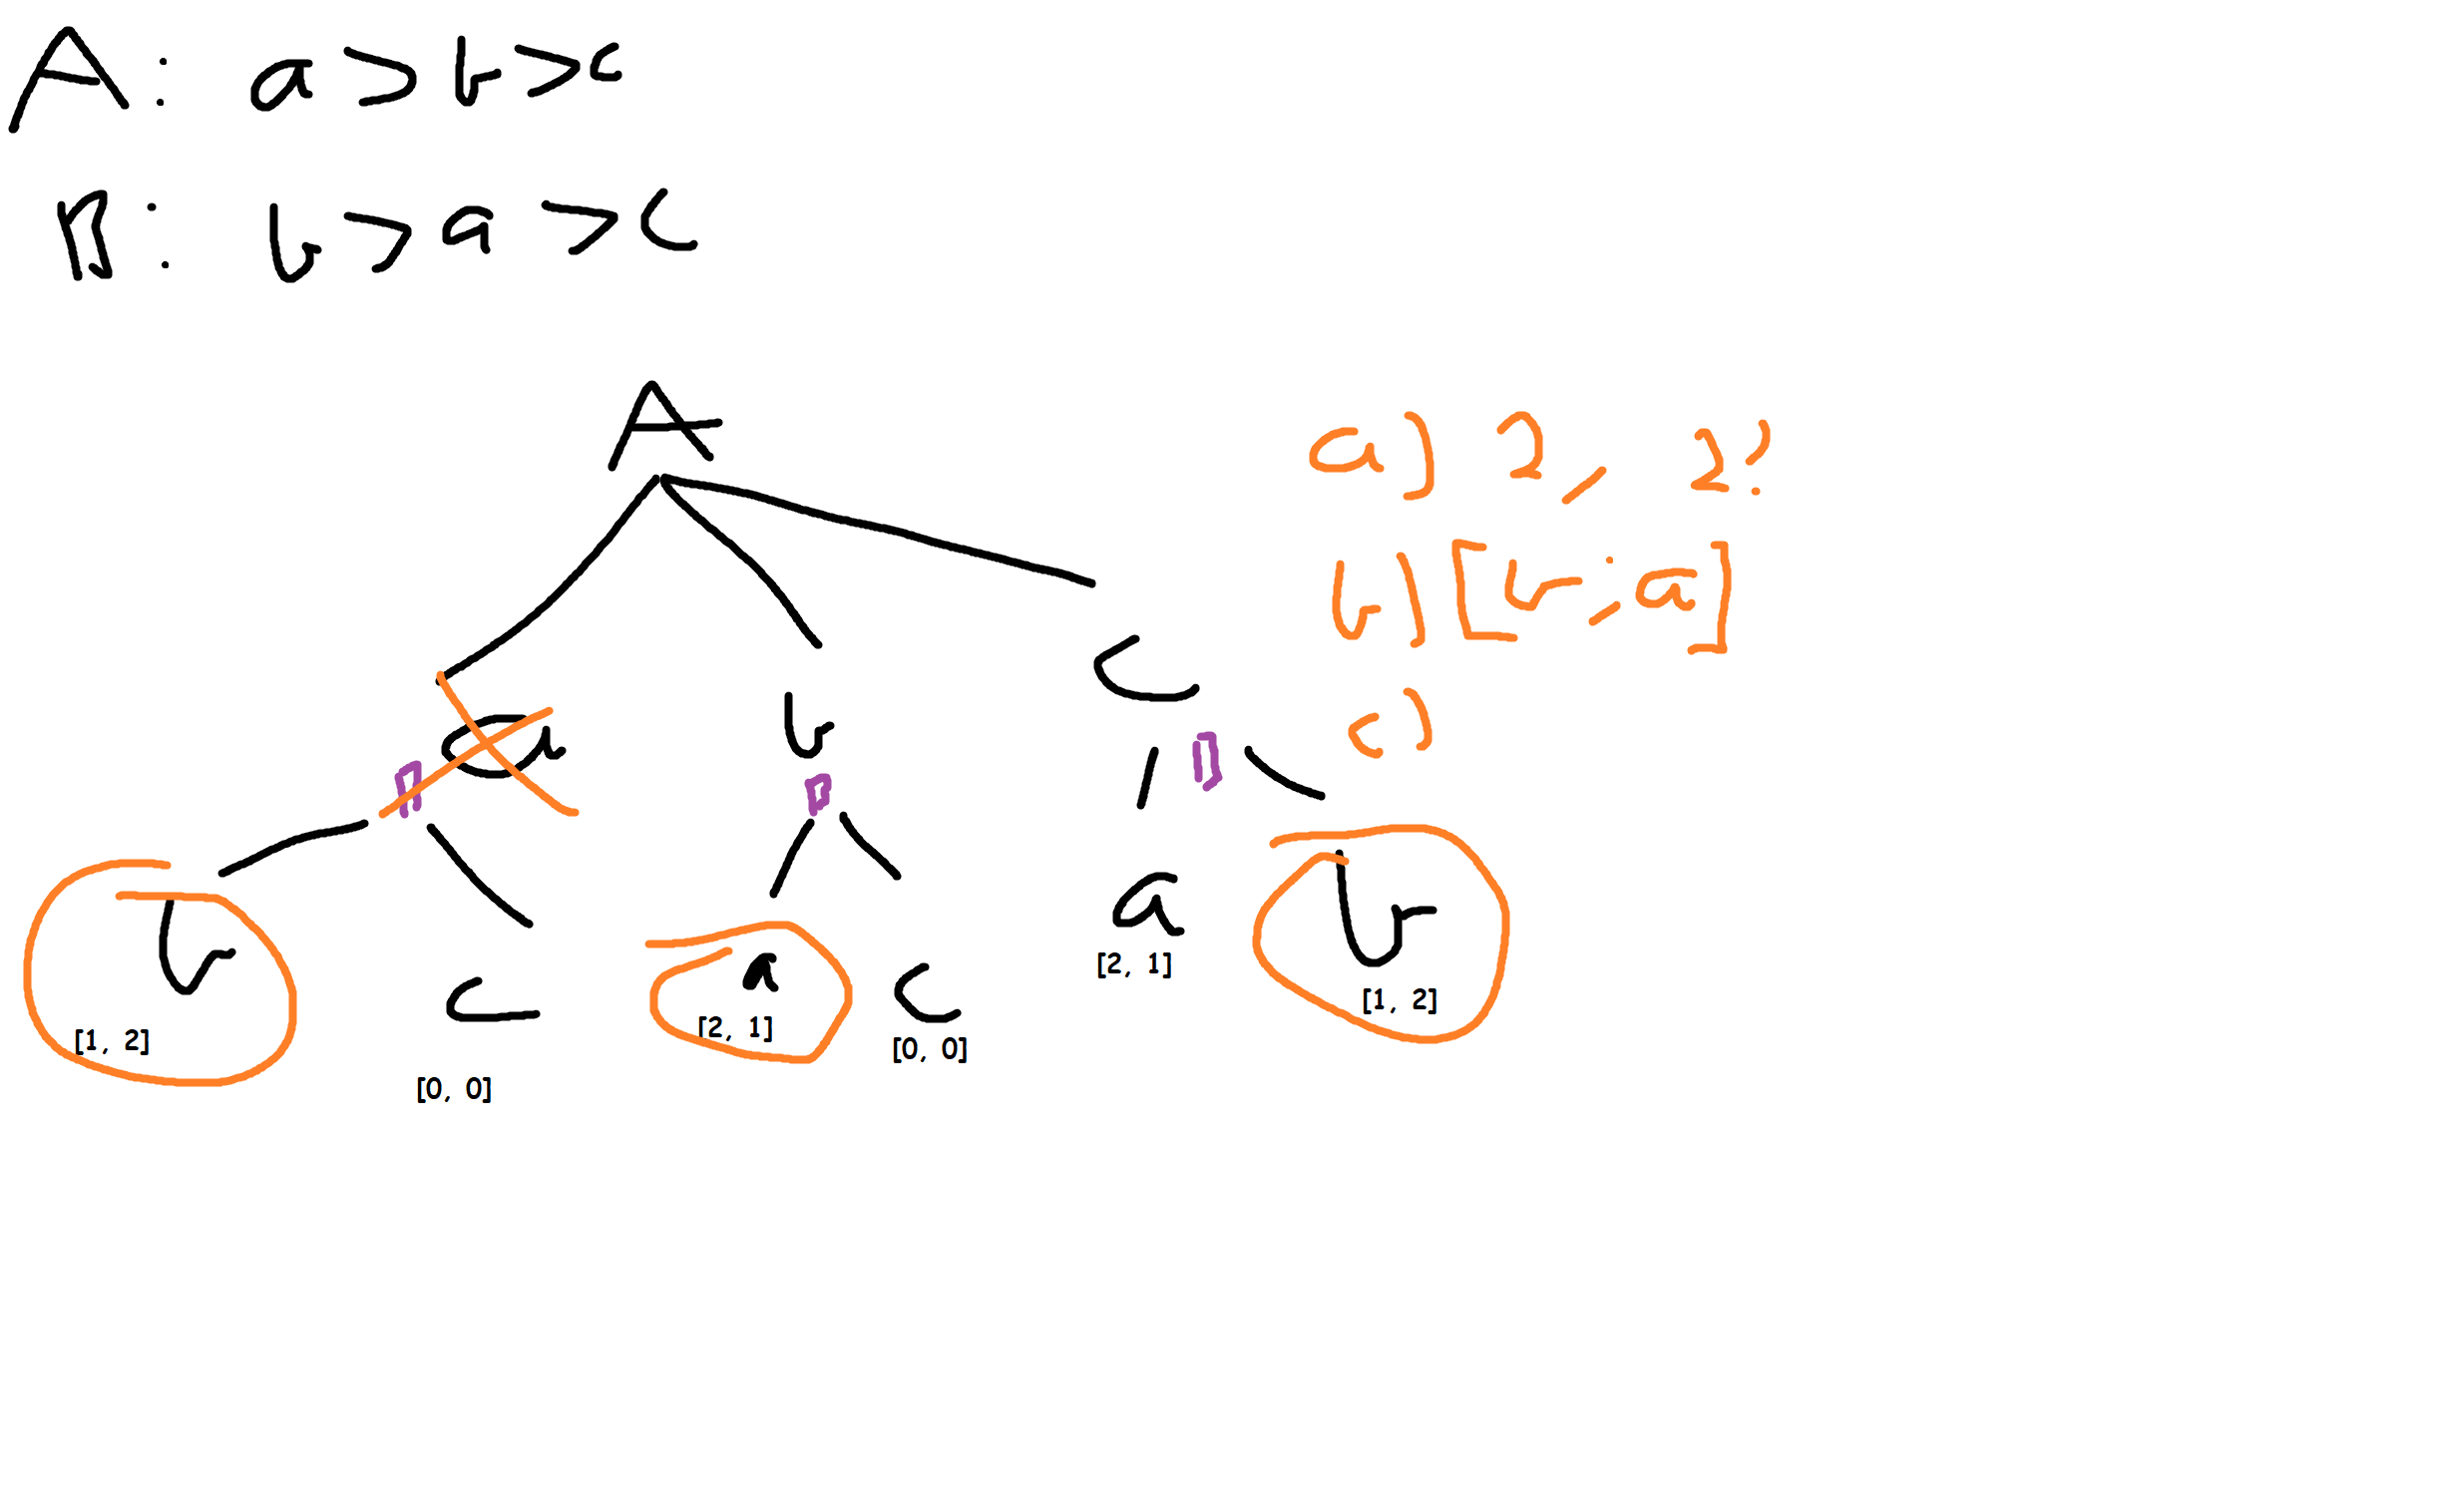 A: a > b > c
B: b > a > c
A
a) 2, 2?
b) [b; a]
c)
a
b
c
B
B
B
b
c
a
c
a
b
[1, 2]
[0, 0]
[2, 1]
[0, 0]
[2, 1]
[1, 2]